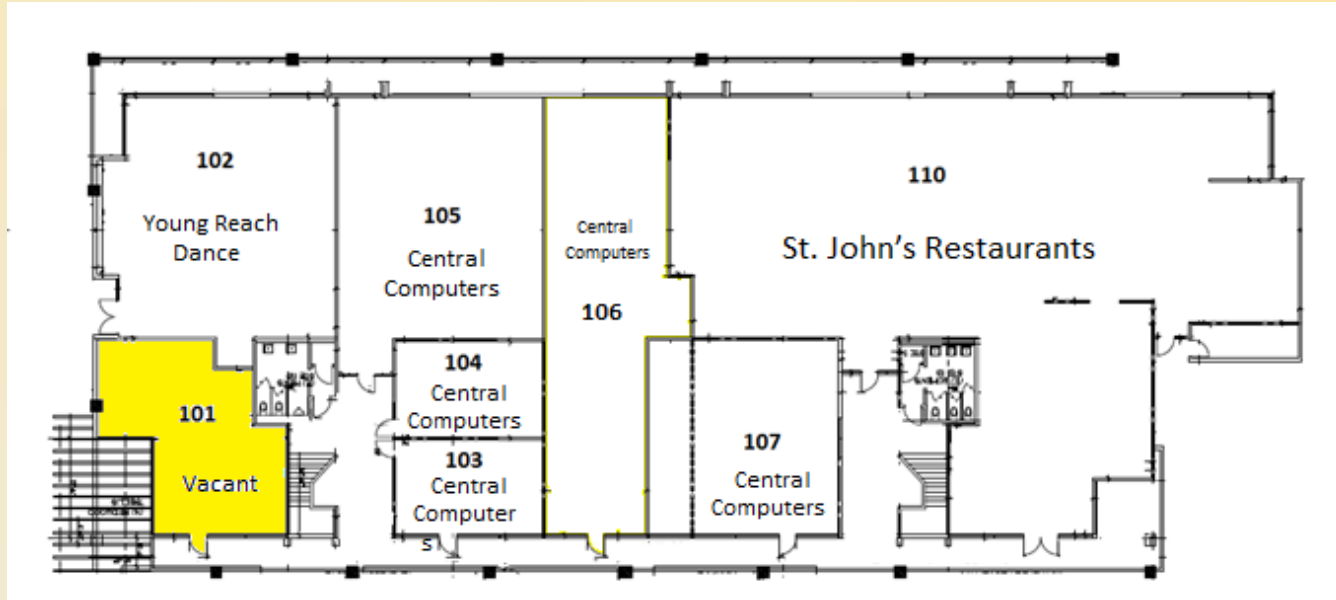 102
Young Reach
Dance
105
Central
Computers
Central
Computers
106
110
St. John's Restaurants
101
Vacant
104
Central
Computers
103
Central
Computer
s
107
Central
Computers